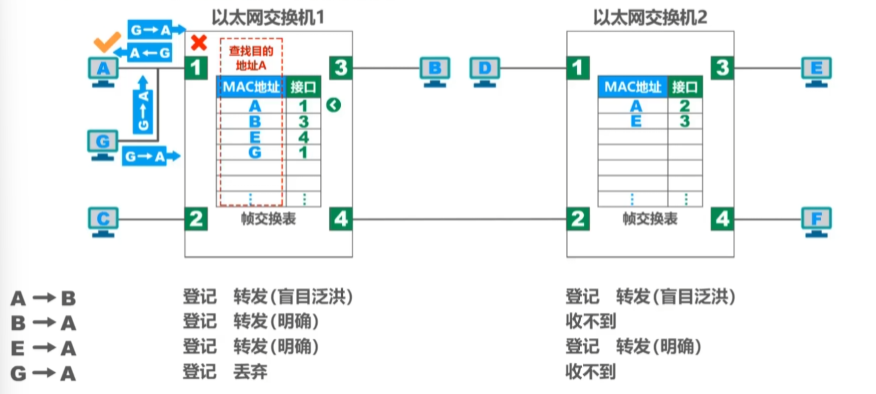 以太网交换机1
以太网交换机2
G→A
A←G
查找目的
地址A
A
1
3
B
D
1
3
E
MAC地址 接口
A 1
B 3
E 4
G 1
MAC地址 接口
A 2
E 3
G→A
G
G→A
C
2
帧交换表
4
2
帧交换表
4
F
A→B 登记 转发(盲目泛洪) 登记 转发(盲目泛洪)
B→A 登记 转发(明确) 收不到
E→A 登记 转发(明确) 登记 转发(明确)
G→A 登记 丢弃 收不到